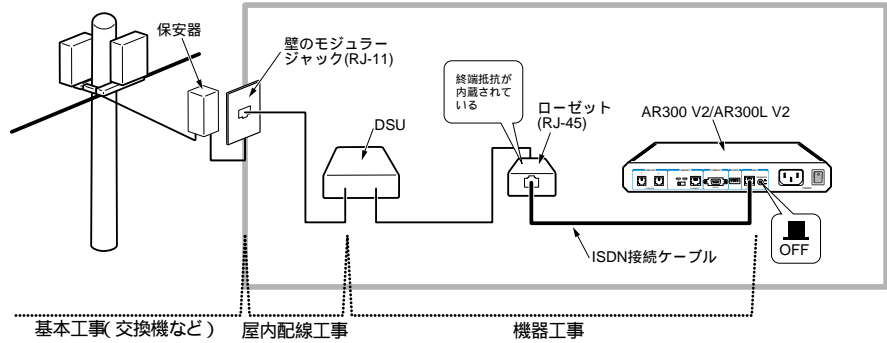 保安器
壁のモジュラー
ジャック(RJ-11)
DSU
終端抵抗が
内蔵されて
いる
ローゼット
(RJ-45)
AR300 V2/AR300L V2
OFF
ISDN接続ケーブル
基本工事(交換機など)
屋内配線工事
機器工事